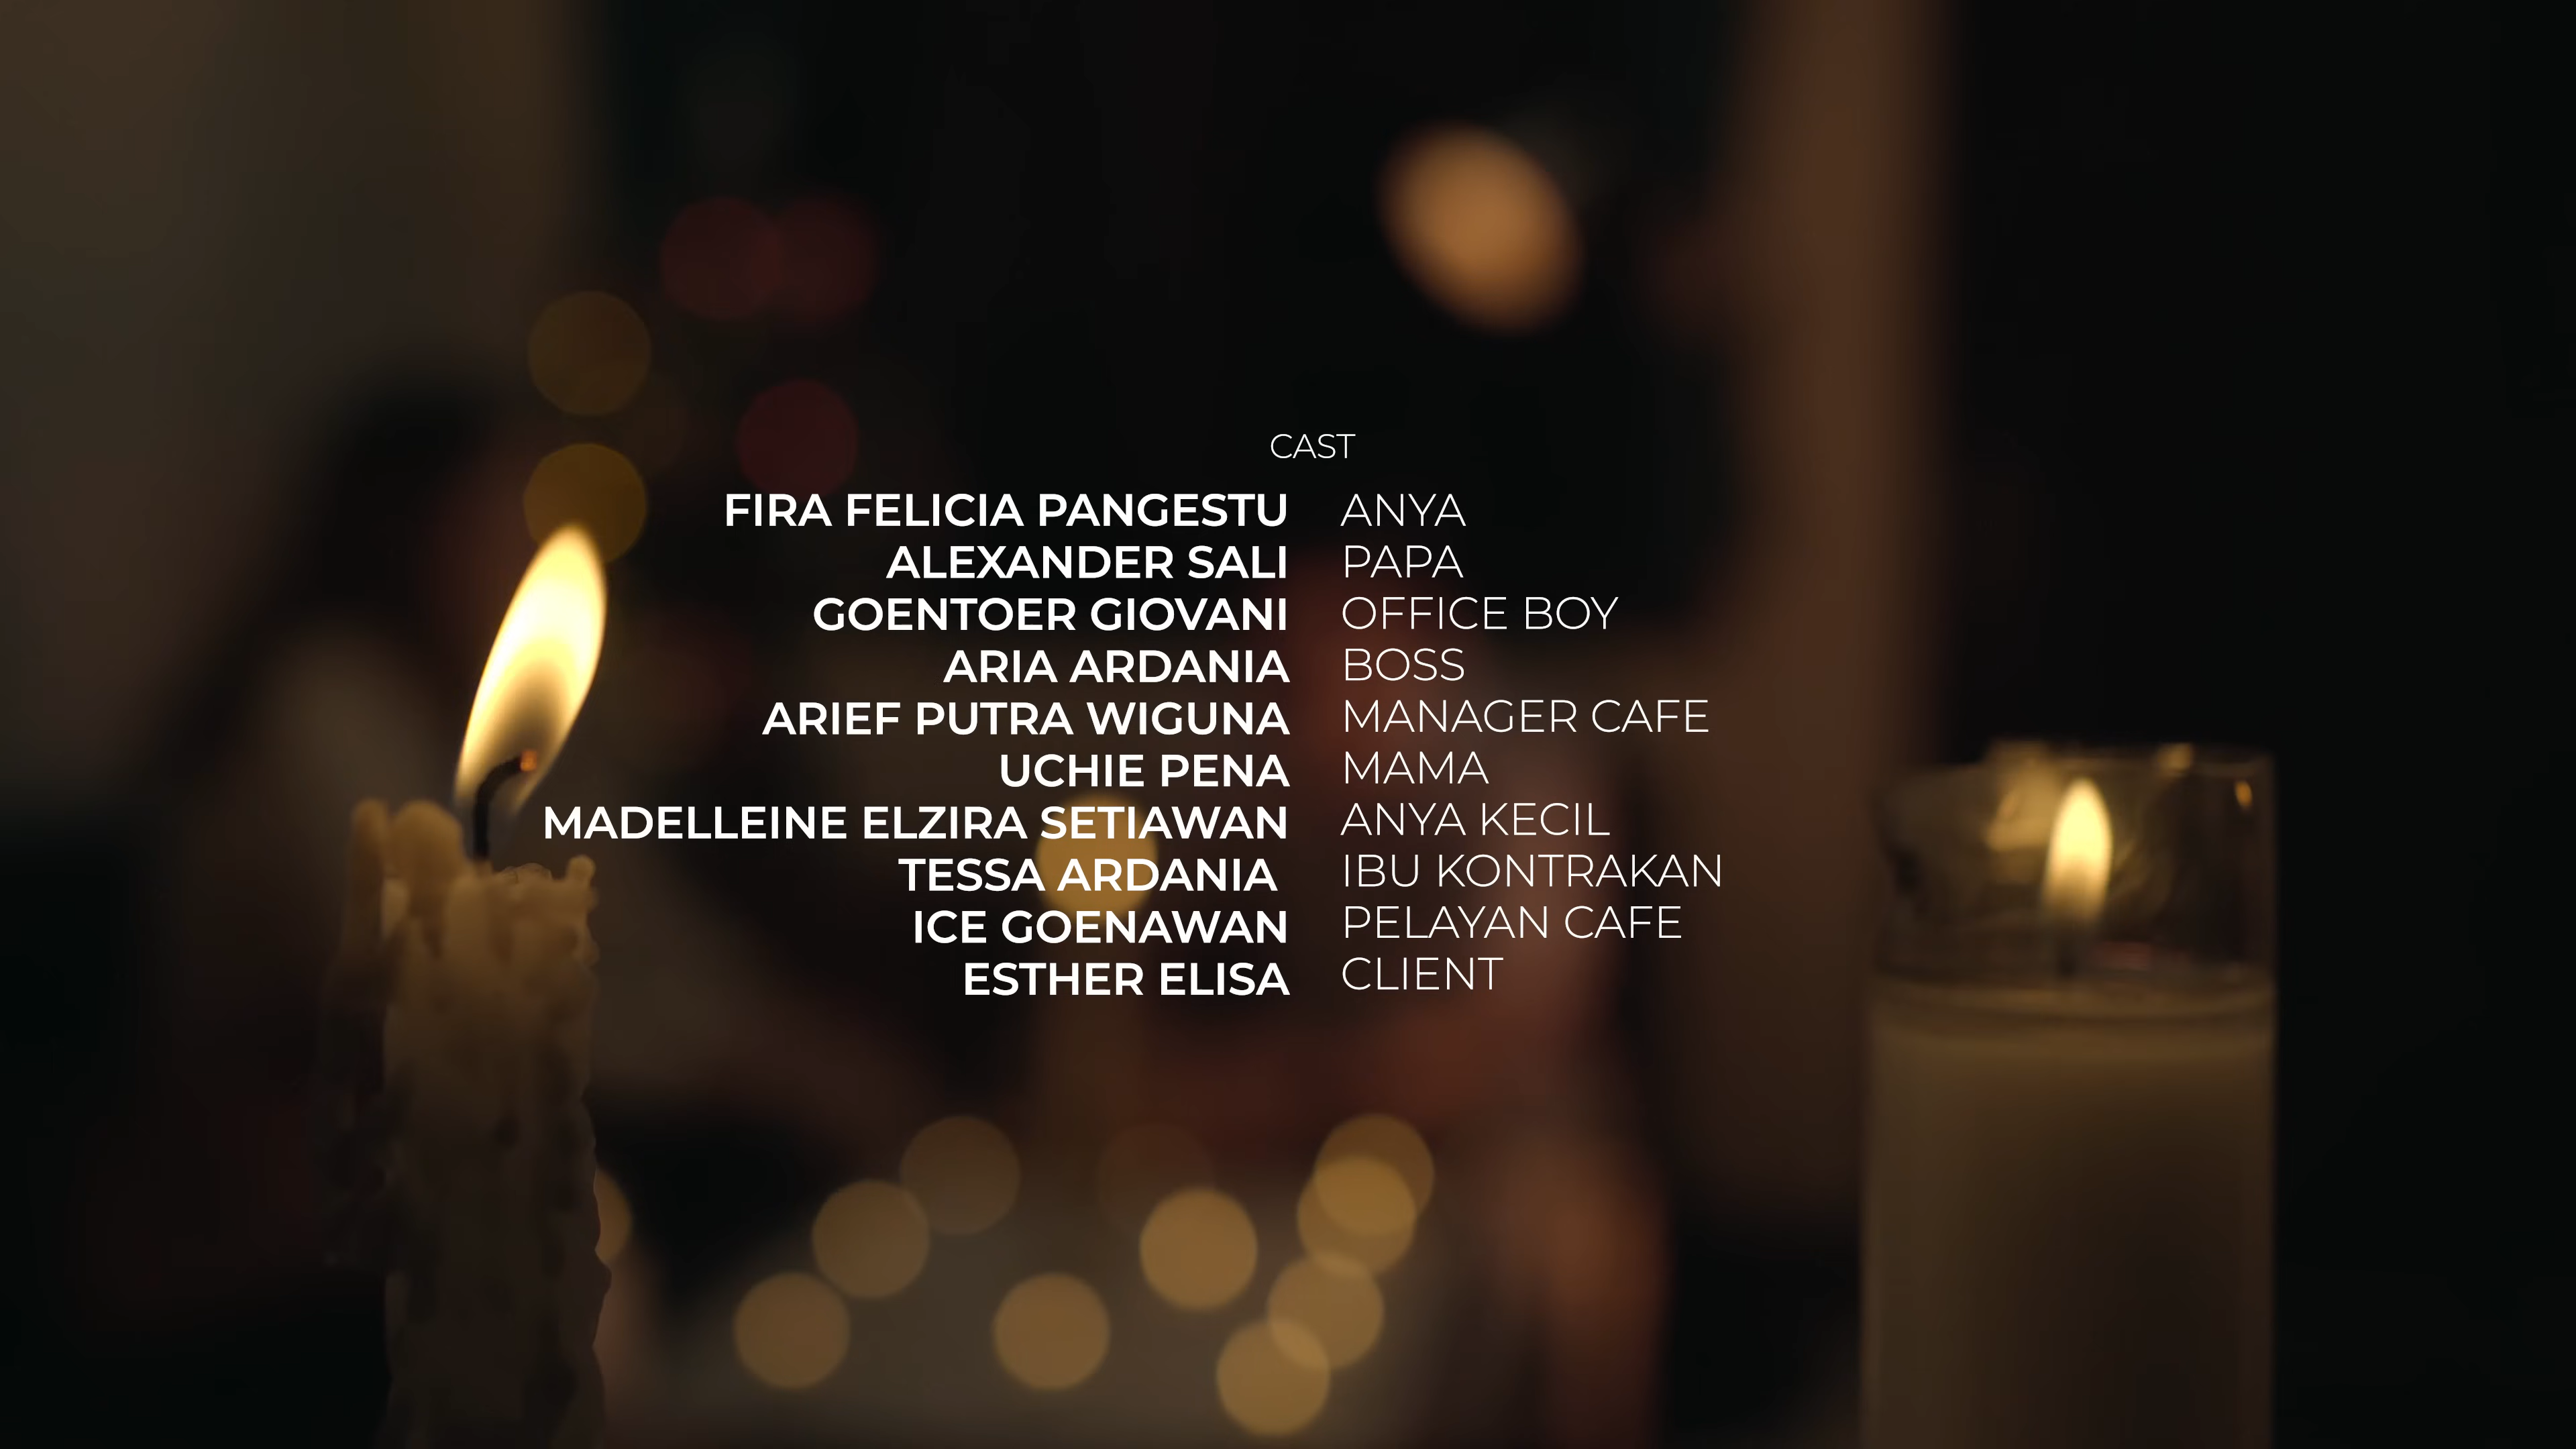 CAST
FIRA FELICIA PANGESTU ANYA
ALEXANDER SALI PAPA
GOENTOER GIOVANI OFFICE BOY
ARIA ARDANIA BOSS
ARIEF PUTRA WIGUNA MANAGER CAFE
UCHIE PENA MAMA
MADELLEINE ELZIRA SETIAWAN ANYA KECIL
TESSA ARDANIA IBU KONTRAKAN
ICE GOENAWAN PELAYAN CAFE
ESTHER ELISA CLIENT